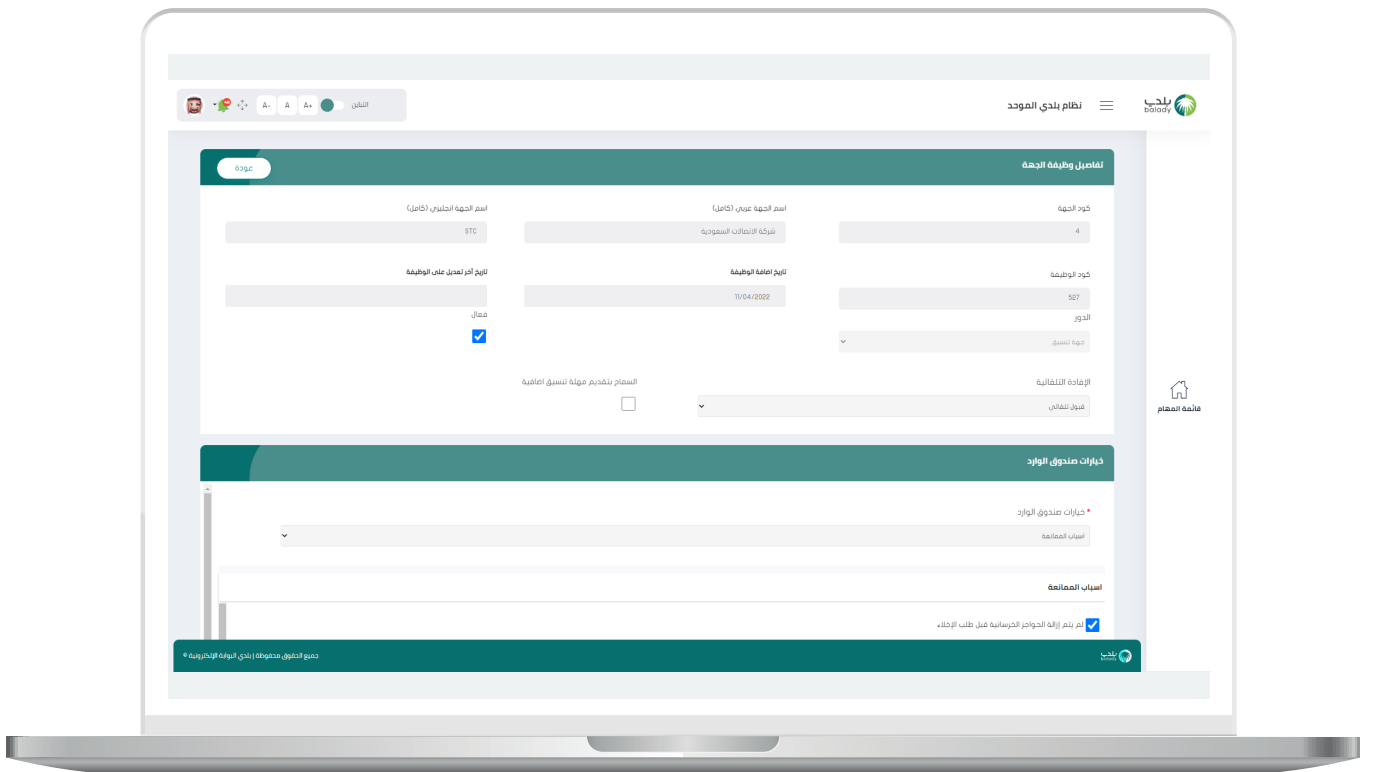 بلدي
balady
نظام بلدي الموحد
التباين
A+
A
A-
تفاصيل وظيفة الجهة
عودة
كود الجهة
اسم الجهة عربي (كامل)
اسم الجهة انجليزي (كامل)
4
شركة الاتصالات السعودية
STC
كود الوظيفة
تاريخ اضافة الوظيفة
تاريخ آخر تعديل على الوظيفة
527
11/04/2022
الدور
فعال
جهة تنسيق
الإفادة التلقائية
السماح بتقديم مهلة تنسيق اضافية
قبول تلقائي
قائمة المهام
خيارات صندوق الوارد
* خيارات صندوق الوارد
اسباب الممانعة
اسباب الممانعة
لم يتم إزالة الحواجز الخرسانية قبل طلب الإخلاء
بلدي
balady
جميع الحقوق محفوظة | بلدي البوابة الإلكترونية ©